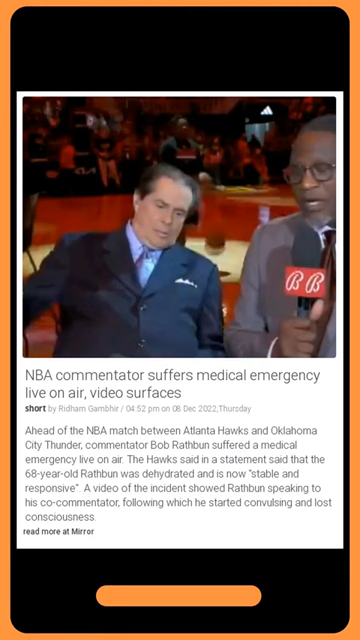 NBA commentator suffers medical emergency
live on air, video surfaces
short by Ridham Gambhir / 04:52 pm on 08 Dec 2022,Thursday
Ahead of the NBA match between Atlanta Hawks and Oklahoma
City Thunder, commentator Bob Rathbun suffered a medical
emergency live on air. The Hawks said in a statement said that the
68-year-old Rathbun was dehydrated and is now "stable and
responsive". A video of the incident showed Rathbun speaking to
his co-commentator, following which he started convulsing and lost
consciousness.
read more at Mirror